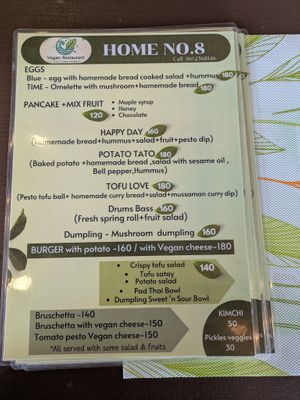 Vegan Restaurant
HOME NO.8
Call 0612368146
EGGS
Blue - egg with homemade bread cooked salad +hummus 180
TIME - Omelette with mushroom+homemade bread 180
PANCAKE +MIX FRUIT
120
• Maple syrup
• Honey
• Chocolate
HAPPY DAY 160
(Homemade bread+hummus+salad+fruit+pesto dip)
POTATO TATO 180
(Baked potato +homemade bread ,salad with sesame oil ,
Bell pepper,Hummus)
TOFU LOVE 180
(Pesto tofu ball+ homemade curry bread+salad+mussaman curry dip)
Drums Bass 160
(Fresh spring roll+fruit salad)
Dumpling - Mushroom dumpling 160
BURGER with potato -160 / with Vegan cheese-180
• Crispy tofu salad
• Tofu satay
• Potato salad
• Pad Thai Bowl
• Dumpling Sweet 'n Sour Bowl
140
Bruschetta -140
Bruschetta with vegan cheese-150
Tomato pesto Vegan cheese-150
*All served with some salad & fruits
KIMCHI
50
Pickles veggies
30